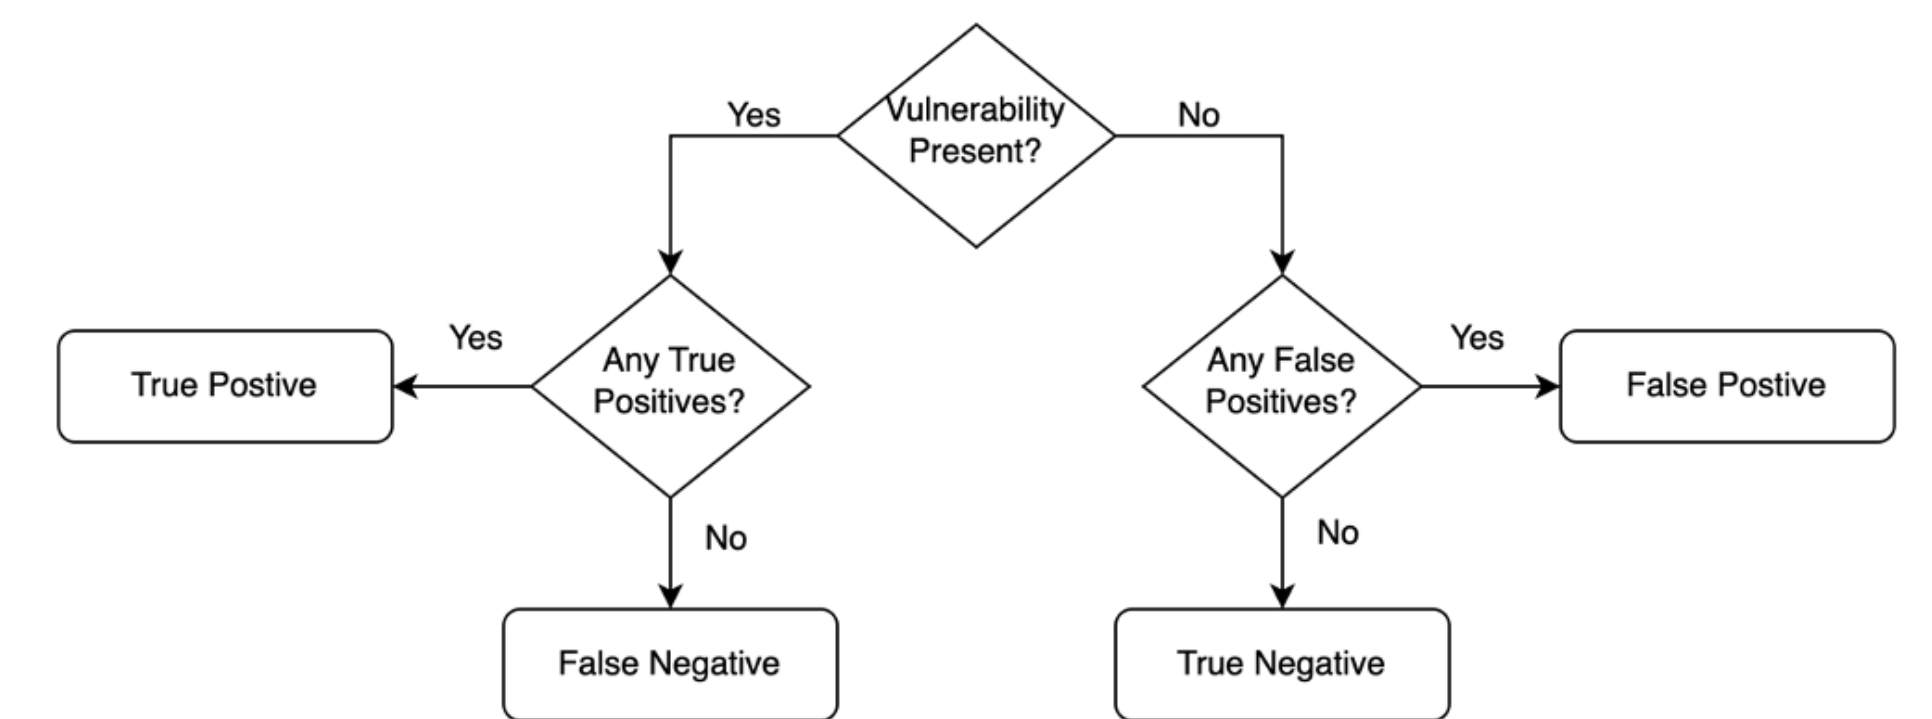 Vulnerability
Present?
Yes
No
Any True
Positives?
Yes
True Postive
No
False Negative
Any False
Positives?
Yes
False Postive
No
True Negative